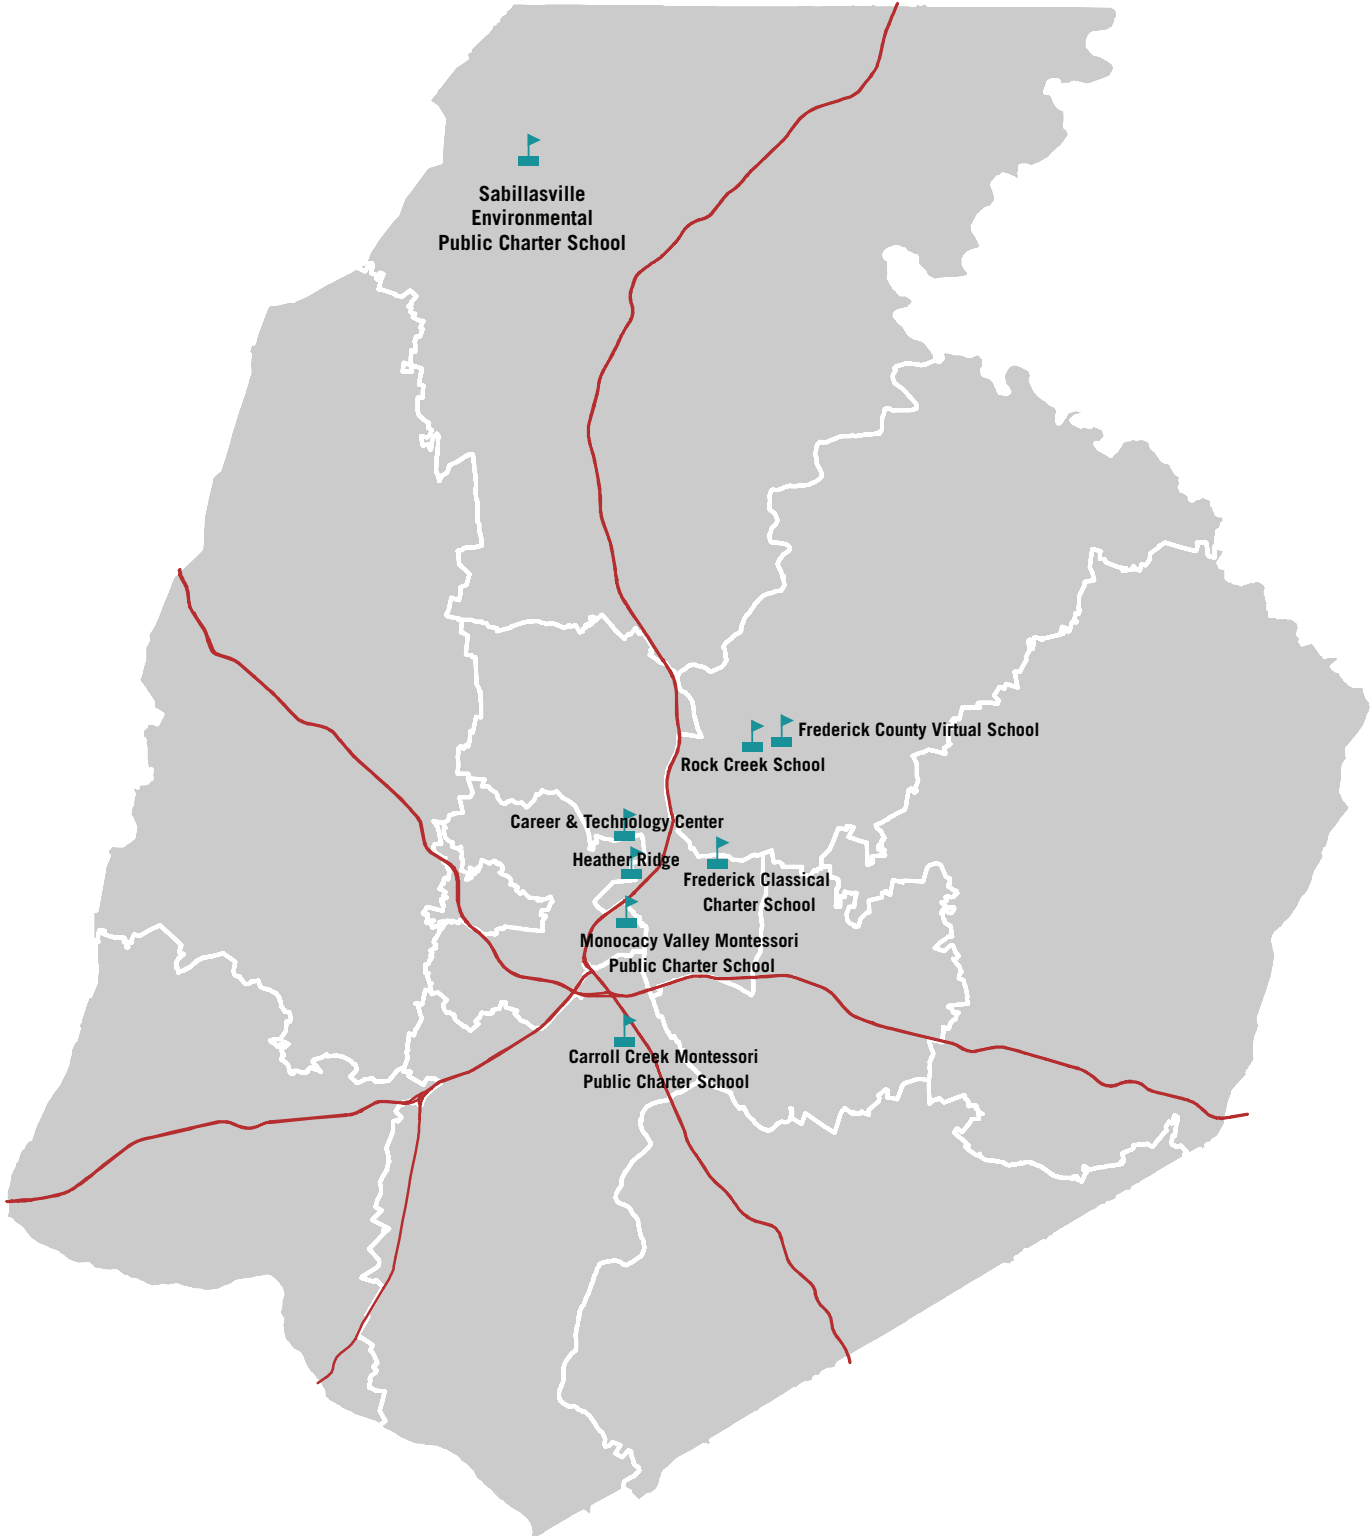 Sabillasville
Environmental
Public Charter School
Frederick County Virtual School
Rock Creek School
Career & Technology Center
Heather Ridge
Frederick Classical
Charter School
Monocacy Valley Montessori
Public Charter School
Carroll Creek Montessori
Public Charter School